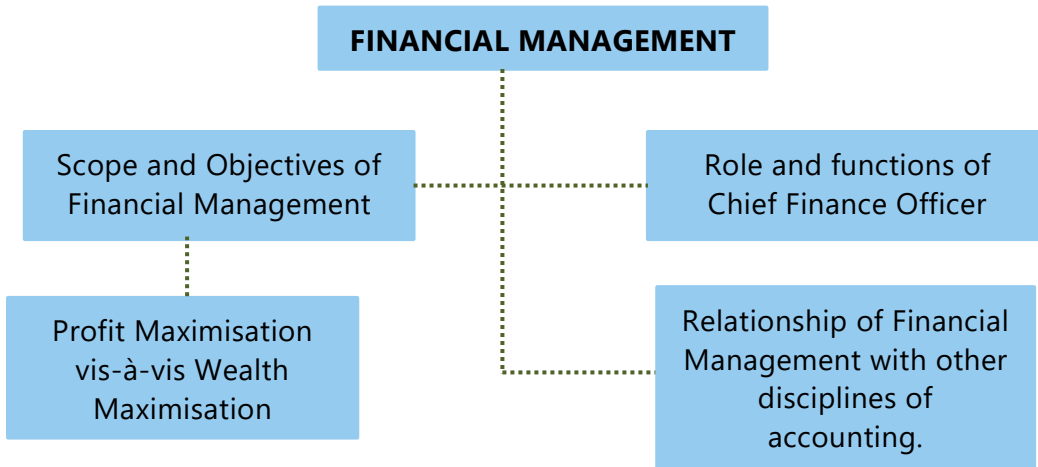 FINANCIAL MANAGEMENT
Scope and Objectives of
Financial Management
Role and functions of
Chief Finance Officer
Profit Maximisation
vis-à-vis Wealth
Maximisation
Relationship of Financial
Management with other
disciplines of
accounting.